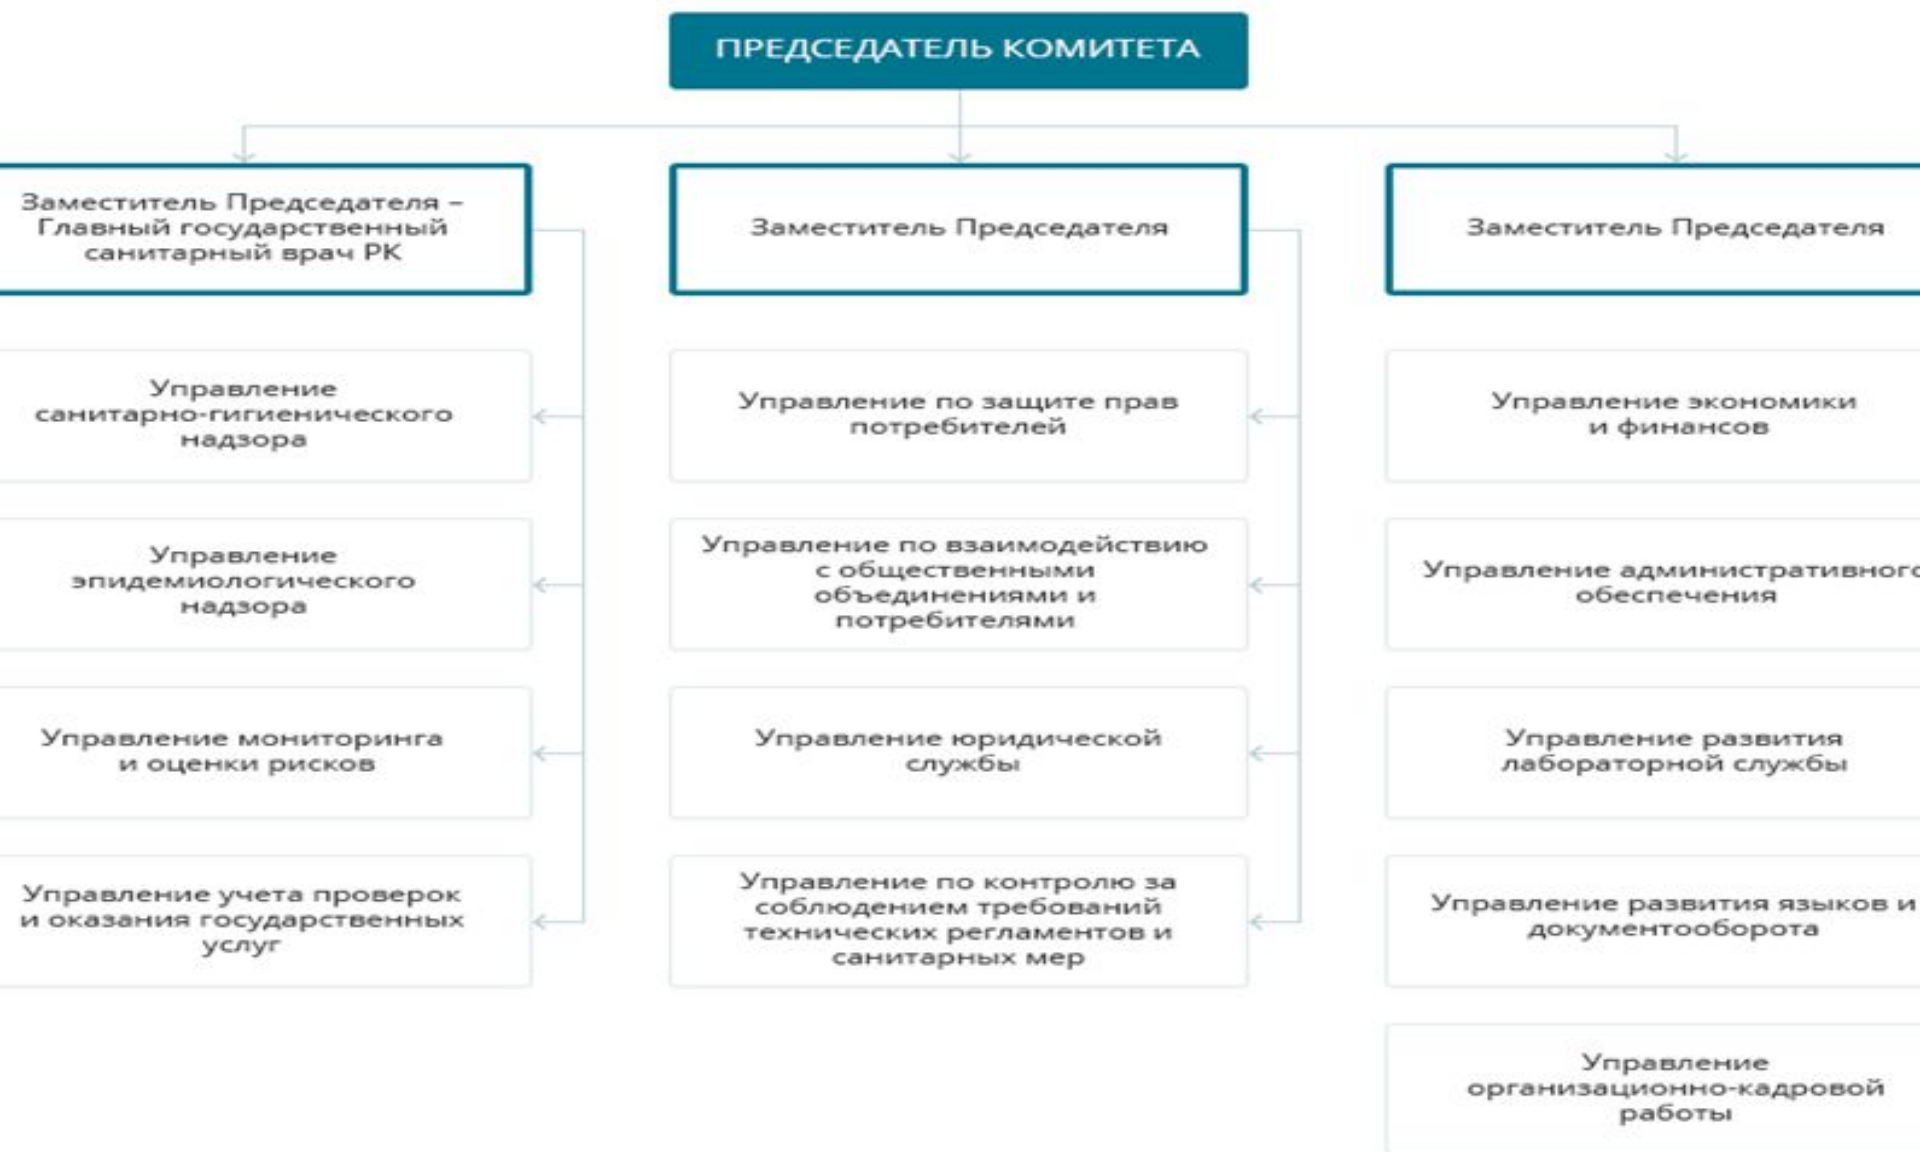 ПРЕДСЕДАТЕЛЬ КОМИТЕТА
Заместитель Председателя –
Главный государственный
санитарный врач РК
Управление
санитарно-гигиенического
надзора
Управление
эпидемиологического
надзора
Управление мониторинга
и оценки рисков
Управление учета проверок
и оказания государственных
услуг
Заместитель Председателя
Управление по защите прав
потребителей
Управление по взаимодействию
с общественными
объединениями и
потребителями
Управление юридической
службы
Управление по контролю за
соблюдением требований
технических регламентов и
санитарных мер
Заместитель Председателя
Управление экономики
и финансов
Управление административного
обеспечения
Управление развития
лабораторной службы
Управление развития языков и
документооборота
Управление
организационно-кадровой
работы